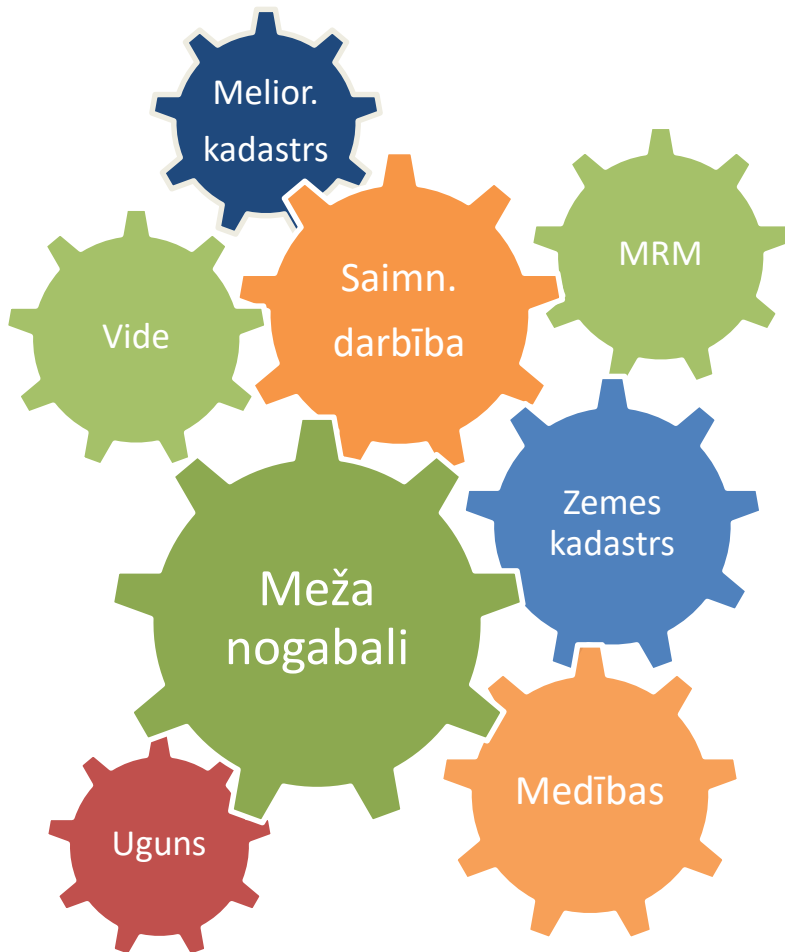 Melior.
kadastrs
MRM
Saimn.
darbība
Vide
Zemes
kadastrs
Meža
nogabali
Medības
Uguns